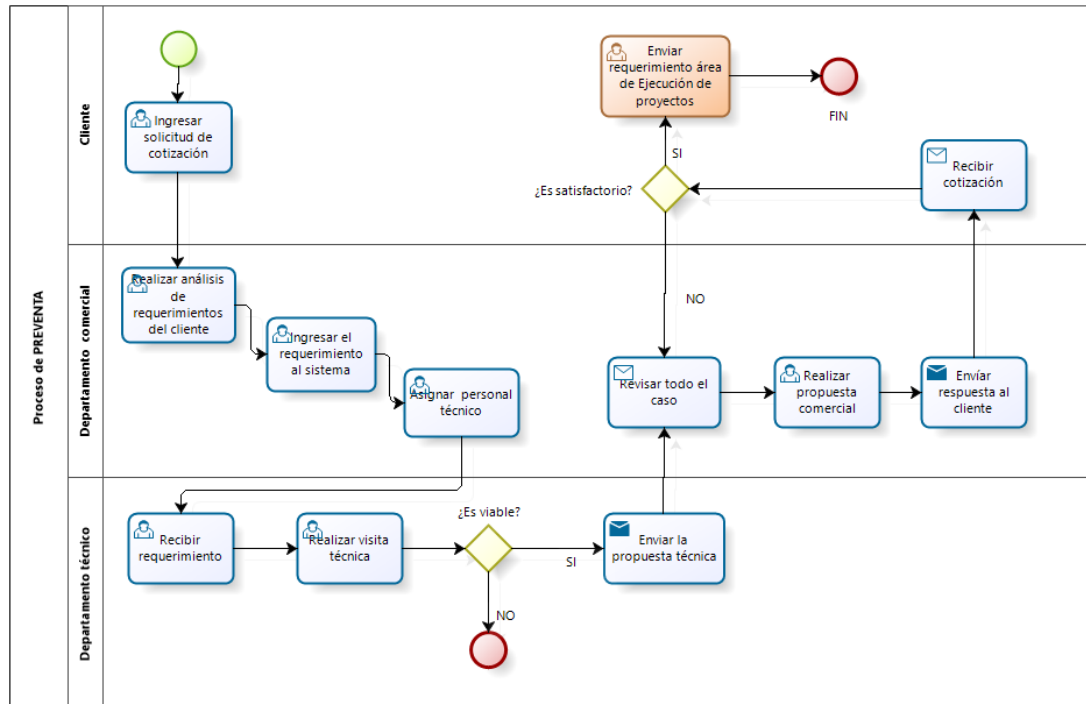 Proceso de PREVENTA
Cliente
Ingresar
solicitud de
cotización
Enviar
requerimiento área
de Ejecución de
proyectos
FIN
SI
¿Es satisfactorio?
Recibir
cotización
NO
Departamento comercial
Realizar análisis
de
requerimientos
del cliente
Ingresar el
requerimiento
al sistema
Asignar personal
técnico
Revisar todo el
caso
Realizar
propuesta
comercial
Envíar
respuesta al
cliente
Departamento técnico
Recibir
requerimiento
Realizar visita
técnica
¿Es viable?
SI
NO
Enviar la
propuesta técnica